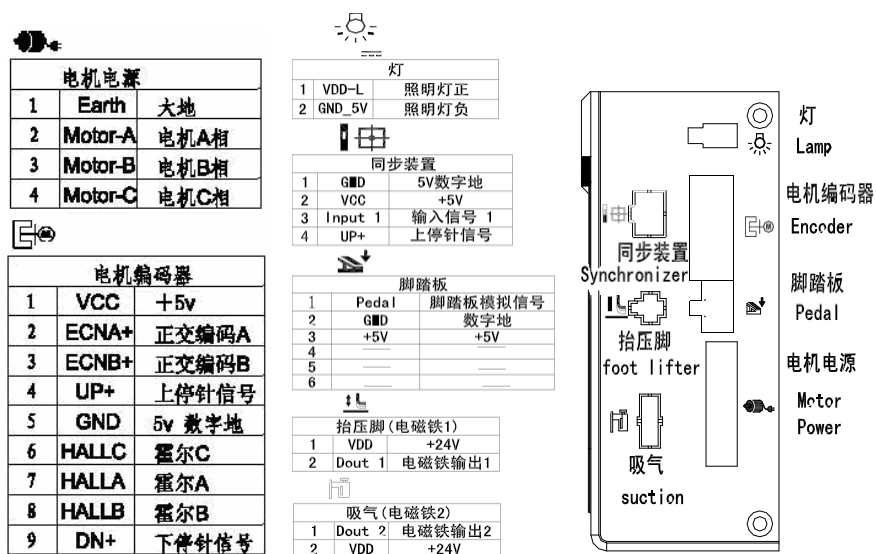 电机电源
1 Earth 大地
2 Motor-A 电机A相
3 Motor-B 电机B相
4 Motor-C 电机C相
电机编码器
1 VCC +5v
2 ECNA+ 正交编码A
3 ECNB+ 正交编码B
4 UP+ 上停针信号
5 GND 5v 数字地
6 HALLC 霍尔C
7 HALLA 霍尔A
8 HALLB 霍尔B
9 DN+ 下停针信号
灯
1 VDD-L 照明灯正
2 GND_5V 照明灯负
同步装置
1 GND 5V数字地
2 VCC +5V
3 Input 1 输入信号 1
4 UP+ 上停针信号
脚踏板
1 Pedal 脚踏板模拟信号
2 GND 数字地
3 +5V +5V
4
5
6
抬压脚(电磁铁1)
1 VDD +24V
2 Dout 1 电磁铁输出1
吸气(电磁铁2)
1 Dout 2 电磁铁输出2
2 VDD +24V
灯
Lamp
电机编码器
Encoder
同步装置
Synchronizer
脚踏板
Pedal
抬压脚
foot lifter
电机电源
Motor
Power
吸气
suction